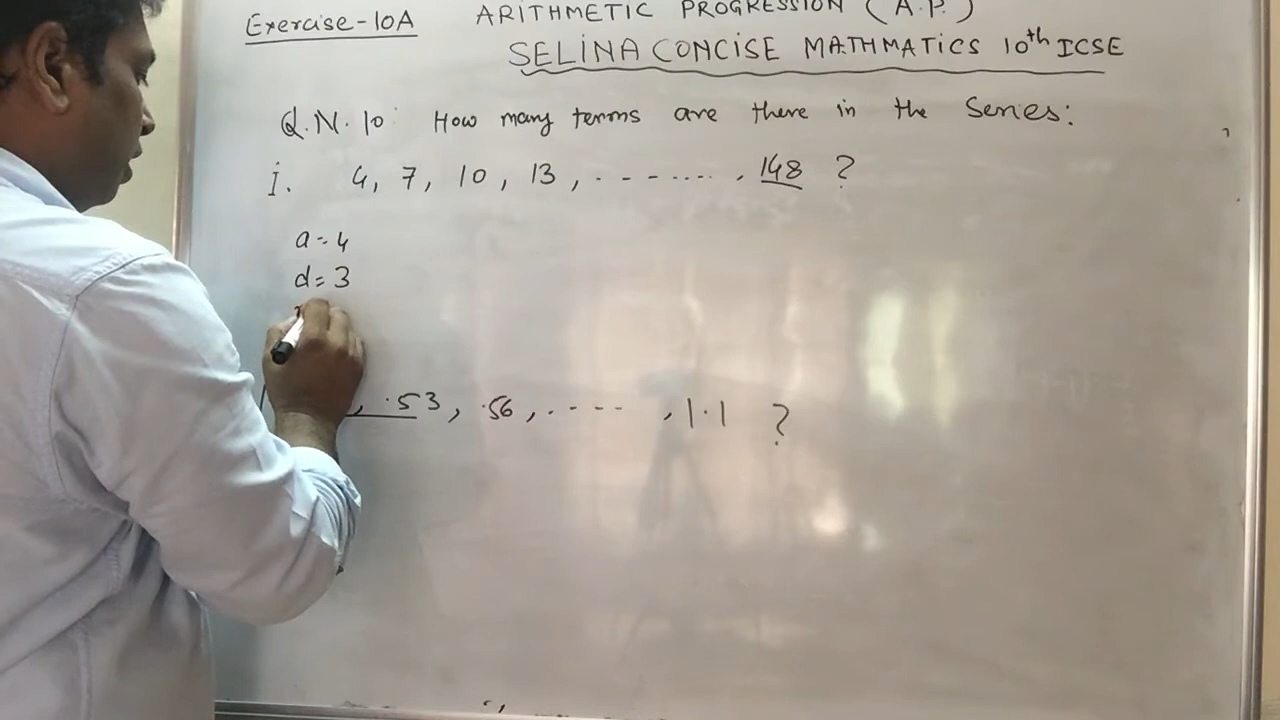 Exercise-10A ARITHMETIC PROGRESSION (A.P.)
SELINA CONCISE MATHMATICS 10th ICSE
Q.N.10 How many terms are there in the Series:
i. 4, 7, 10, 13, ........, 148 ?
a = 4
d = 3
, .53, .56, ....., 1.1 ?